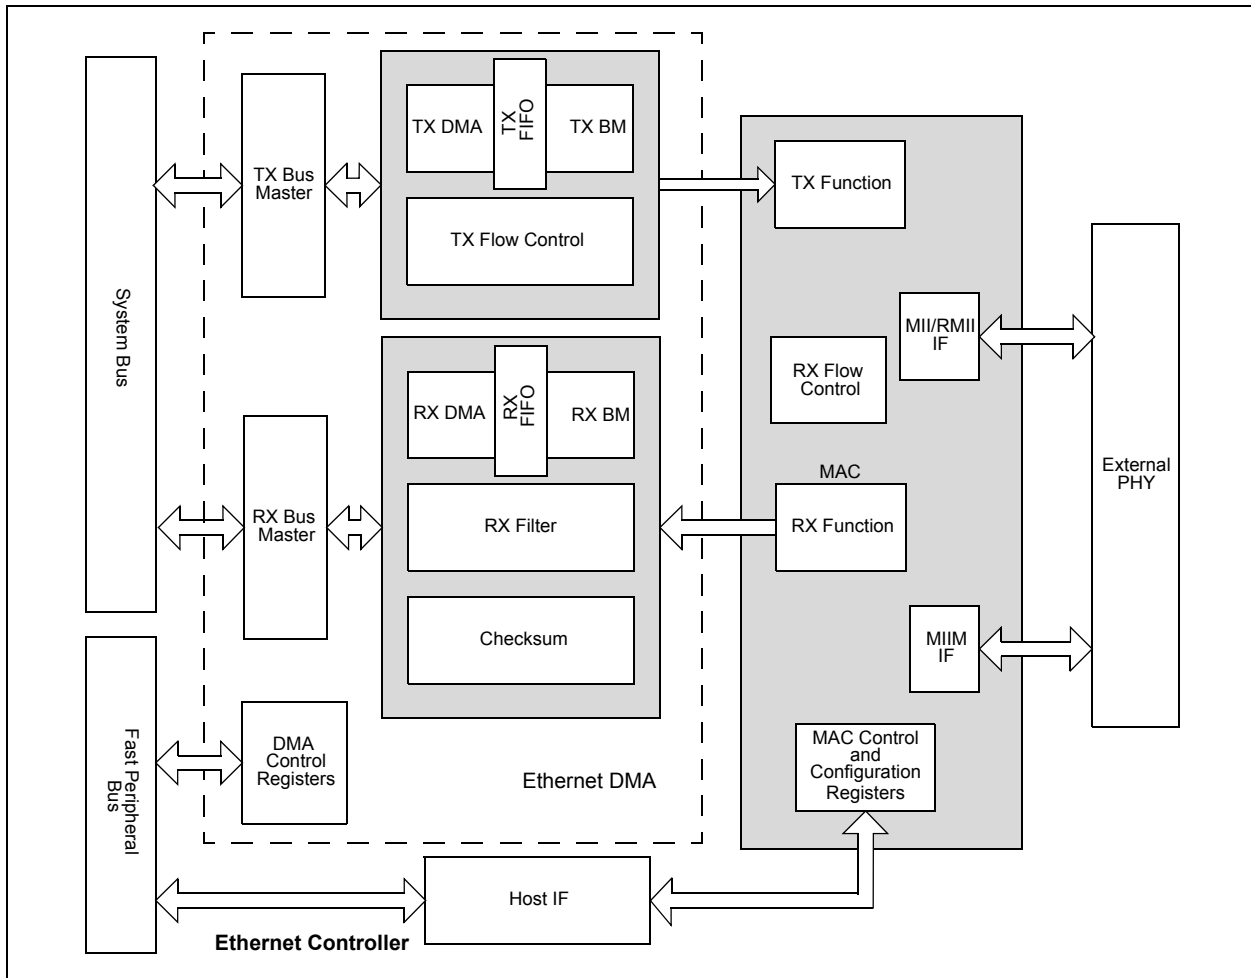 System Bus
TX Bus
Master
TX DMA
TX
FIFO
TX BM
TX Flow Control
TX Function
MII/RMII
IF
RX Flow
Control
RX DMA
RX
FIFO
RX BM
RX Bus
Master
RX Filter
Checksum
MAC
RX Function
External
PHY
MIIM
IF
Fast Peripheral
Bus
DMA
Control
Registers
Ethernet DMA
MAC Control
and
Configuration
Registers
Host IF
Ethernet Controller